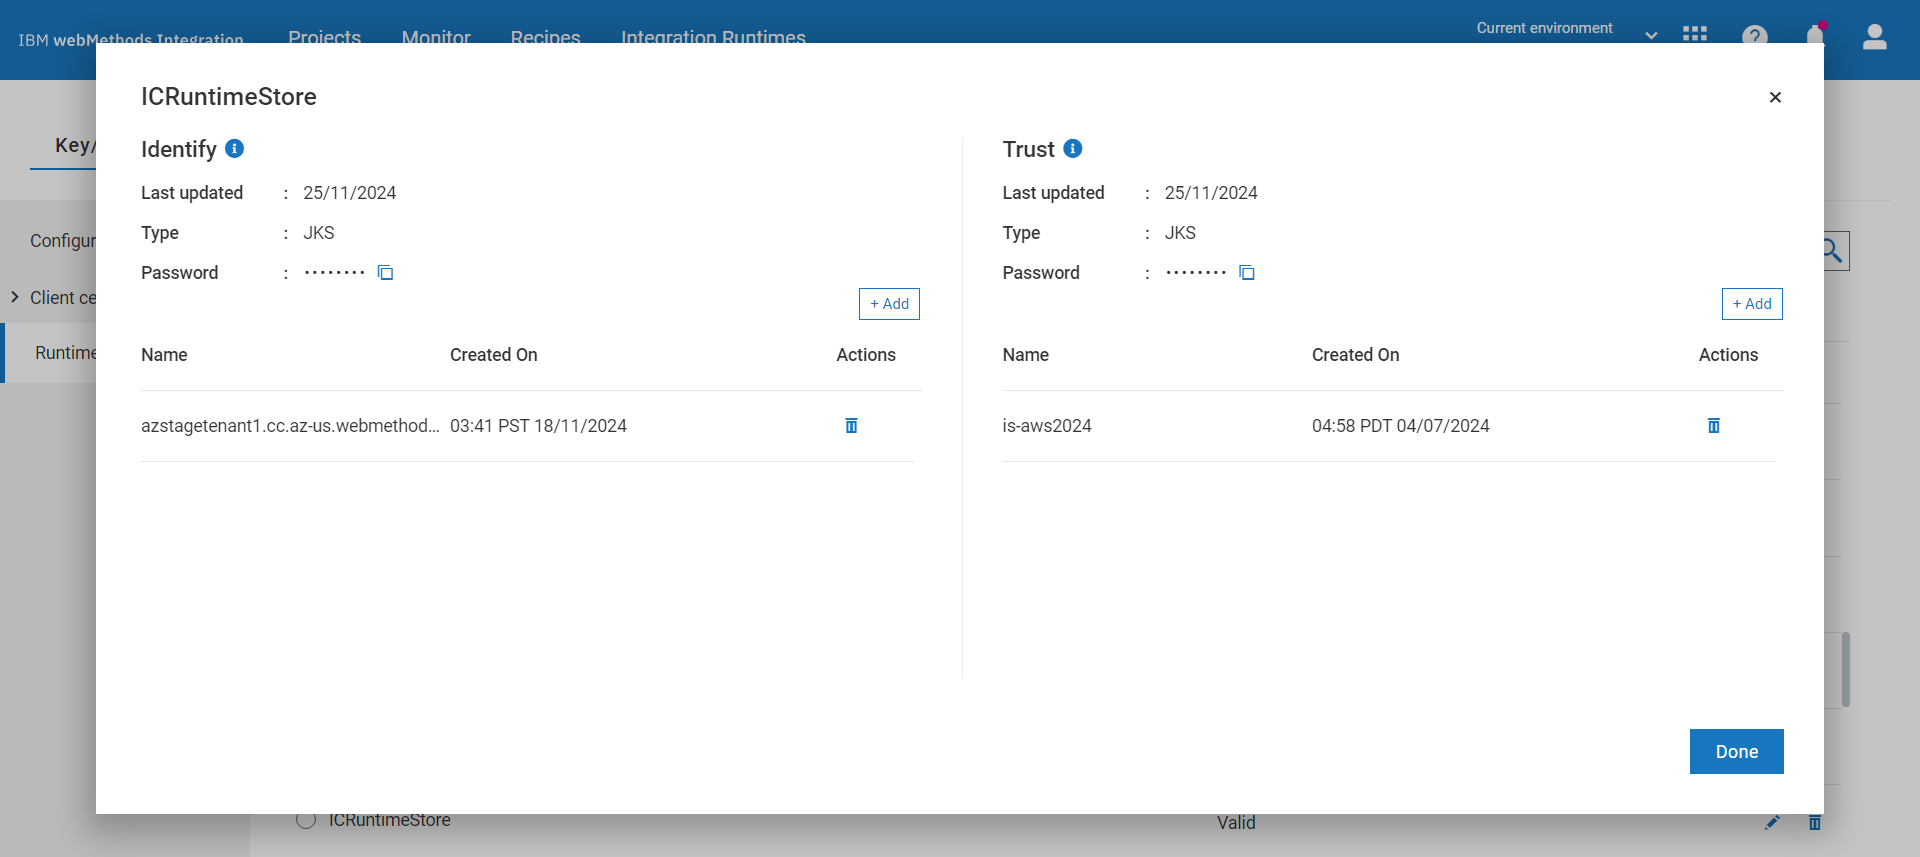 IBM webMethods Integration
Projects
Monitor
Recipes
Integration Runtimes
Current environment
ICRuntimeStore
Key/
Configur
Client ce
Runtime
Identify
Last updated : 25/11/2024
Type : JKS
Password : ••••••••
+ Add
Name Created On Actions
azstagetenant1.cc.az-us.webmethod... 03:41 PST 18/11/2024
Trust
Last updated : 25/11/2024
Type : JKS
Password : ••••••••
+ Add
Name Created On Actions
is-aws2024 04:58 PDT 04/07/2024
Done
ICRuntimeStore Valid